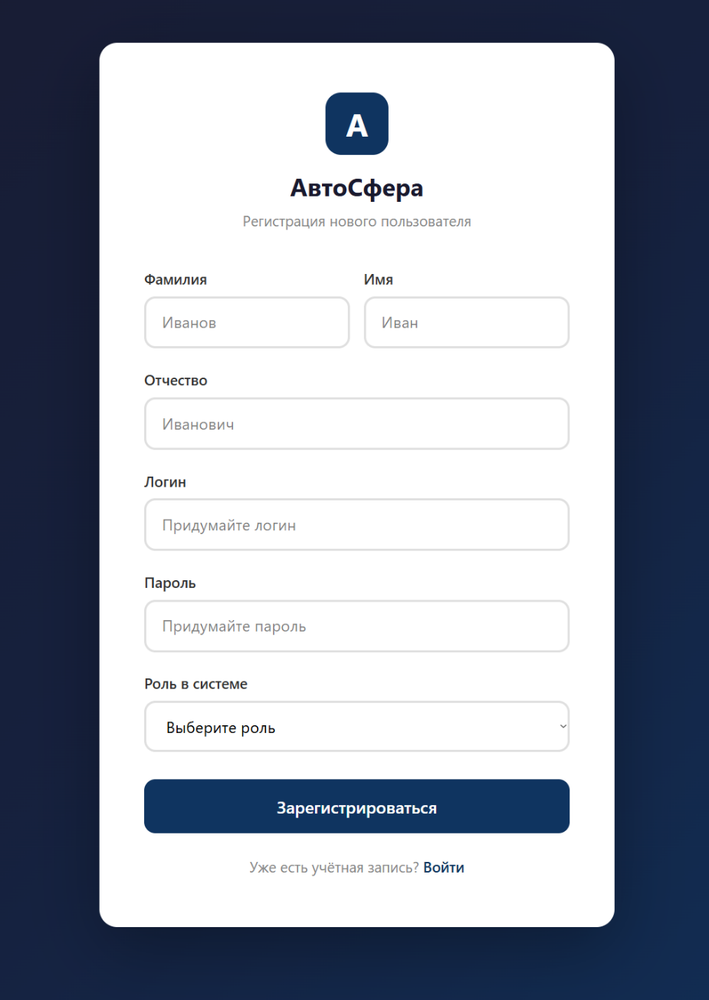 А
АвтоСфера
Регистрация нового пользователя
Фамилия
Имя
Иванов
Иван
Отчество
Иванович
Логин
Придумайте логин
Пароль
Придумайте пароль
Роль в системе
Выберите роль
Зарегистрироваться
Уже есть учётная запись? Войти